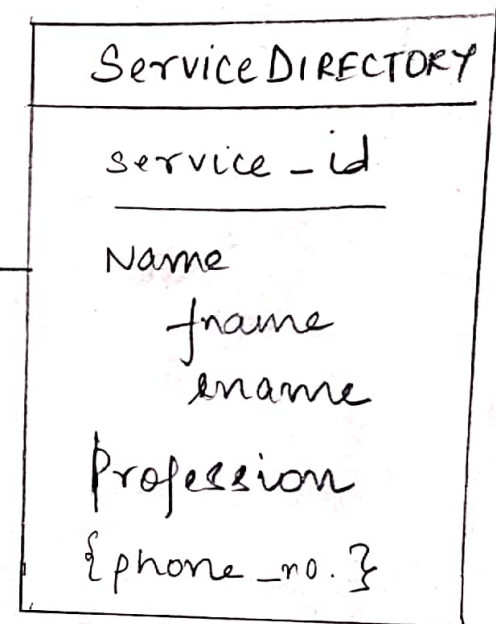 Service DIRECTORY
service_id
Name
fname
lname
Profession
{phone_no.}